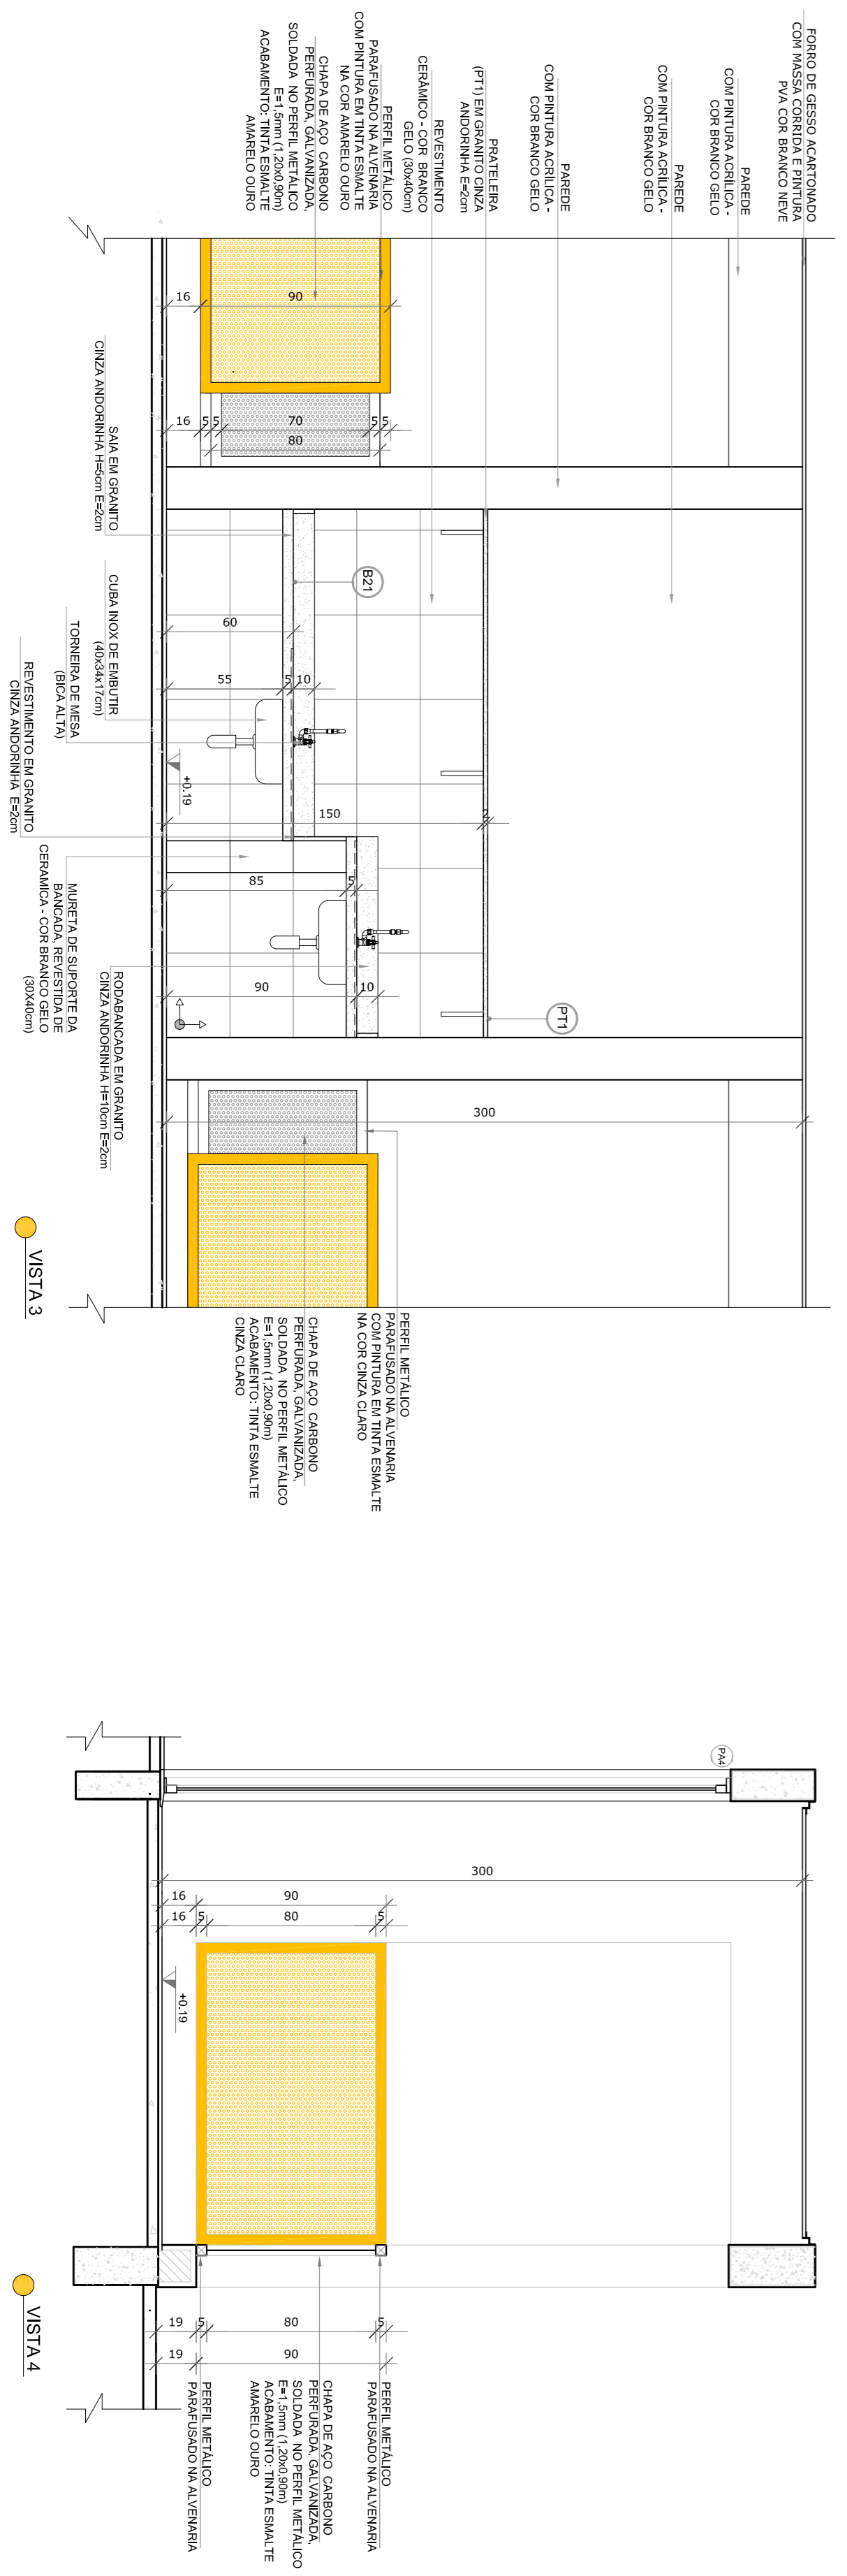 FORRO DE GESSO ACARTONADO
COM MASSA CORRIDA E PINTURA
PVA COR BRANCO NEVE
PAREDE
COM PINTURA ACRÍLICA -
COR BRANCO GELO
PAREDE
COM PINTURA ACRÍLICA -
COR BRANCO GELO
PAREDE
COM PINTURA ACRÍLICA -
COR BRANCO GELO
PRATELEIRA
(PT1) EM GRANITO CINZA
ANDORINHA E=2cm
REVESTIMENTO
CERÂMICO - COR BRANCO
GELO (30x40cm)
PERFIL METÁLICO
PARAFUSADO NA ALVENARIA
COM PINTURA EM TINTA ESMALTE
NA COR AMARELO OURO
CHAPA DE AÇO CARBONO
PERFURADA, GALVANIZADA,
SOLDADA NO PERFIL METÁLICO
E=1,5mm (1,20x0,90m)
ACABAMENTO: TINTA ESMALTE
AMARELO OURO
16
90
16
5
5
70
5
5
80
B21
60
55
5
10
+0.19
150
2
85
5
90
10
PT1
300
SAIA EM GRANITO
CINZA ANDORINHA H=5cm E=2cm
CUBA INOX DE EMBUTIR
(40x34x17cm)
TORNEIRA DE MESA
(BICA ALTA)
REVESTIMENTO EM GRANITO
CINZA ANDORINHA E=2cm
MURETA DE SUPORTE DA
BANCADA, REVESTIDA DE
CERAMICA - COR BRANCO GELO
(30X40cm)
RODABANCADA EM GRANITO
CINZA ANDORINHA H=10cm E=2cm
PERFIL METÁLICO
PARAFUSADO NA ALVENARIA
COM PINTURA EM TINTA ESMALTE
NA COR CINZA CLARO
CHAPA DE AÇO CARBONO
PERFURADA, GALVANIZADA,
SOLDADA NO PERFIL METÁLICO
E=1,5mm (1,20x0,90m)
ACABAMENTO: TINTA ESMALTE
CINZA CLARO
VISTA 3
PA4
300
16
90
16
5
80
5
+0.19
19
5
80
5
19
90
PERFIL METÁLICO
PARAFUSADO NA ALVENARIA
CHAPA DE AÇO CARBONO
PERFURADA, GALVANIZADA,
SOLDADA NO PERFIL METÁLICO
E=1,5mm (1,20x0,90m)
ACABAMENTO: TINTA ESMALTE
AMARELO OURO
PERFIL METÁLICO
PARAFUSADO NA ALVENARIA
VISTA 4